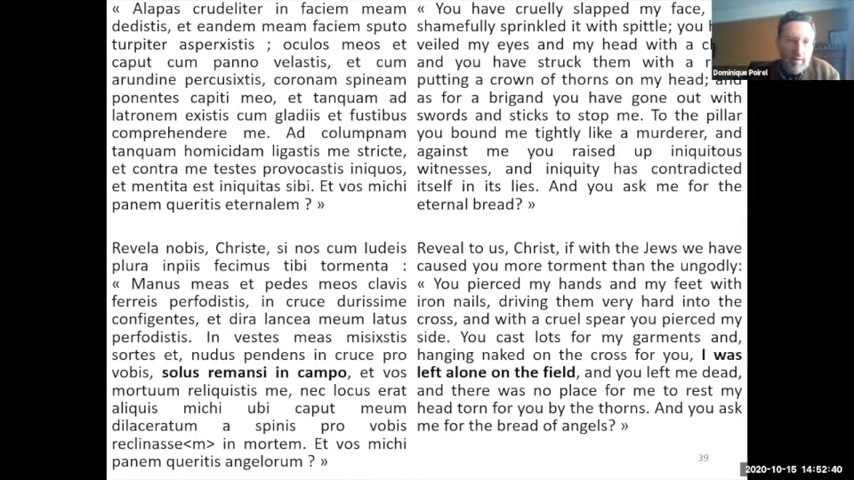 « Alapas crudeliter in faciem meam
dedistis, et eandem meam faciem sputo
turpiter asperxistis ; oculos meos et
caput cum panno velastis, et cum
arundine percusixtis, coronam spineam
ponentes capiti meo, et tanquam ad
latronem existis cum gladiis et fustibus
comprehendere me. Ad columpnam
tanquam homicidam ligastis me stricte,
et contra me testes provocastis iniquos,
et mentita est iniquitas sibi. Et vos michi
panem queritis eternalem ? »
Revela nobis, Christe, si nos cum Iudeis
plura inpiis fecimus tibi tormenta :
« Manus meas et pedes meos clavis
ferreis perfodistis, in cruce durissime
configentes, et dira lancea meum latus
perfodistis. In vestes meas misixstis
sortes et, nudus pendens in cruce pro
vobis, solus remansi in campo, et vos
mortuum reliquistis me, nec locus erat
aliquis michi ubi caput meum
dilaceratum a spinis pro vobis
reclinasse<m> in mortem. Et vos michi
panem queritis angelorum ? »
« You have cruelly slapped my face,
shamefully sprinkled it with spittle; you
veiled my eyes and my head with a
and you have struck them with a
putting a crown of thorns on my head; and
as for a brigand you have gone out with
swords and sticks to stop me. To the pillar
you bound me tightly like a murderer, and
against me you raised up iniquitous
witnesses, and iniquity has contradicted
itself in its lies. And you ask me for the
eternal bread? »
Reveal to us, Christ, if with the Jews we have
caused you more torment than the ungodly:
« You pierced my hands and my feet with
iron nails, driving them very hard into the
cross, and with a cruel spear you pierced my
side. You cast lots for my garments and,
hanging naked on the cross for you, I was
left alone on the field, and you left me dead,
and there was no place for me to rest my
head torn for you by the thorns. And you ask
me for the bread of angels? »
39
Dominique Poirel
2020-10-15 14:52:40